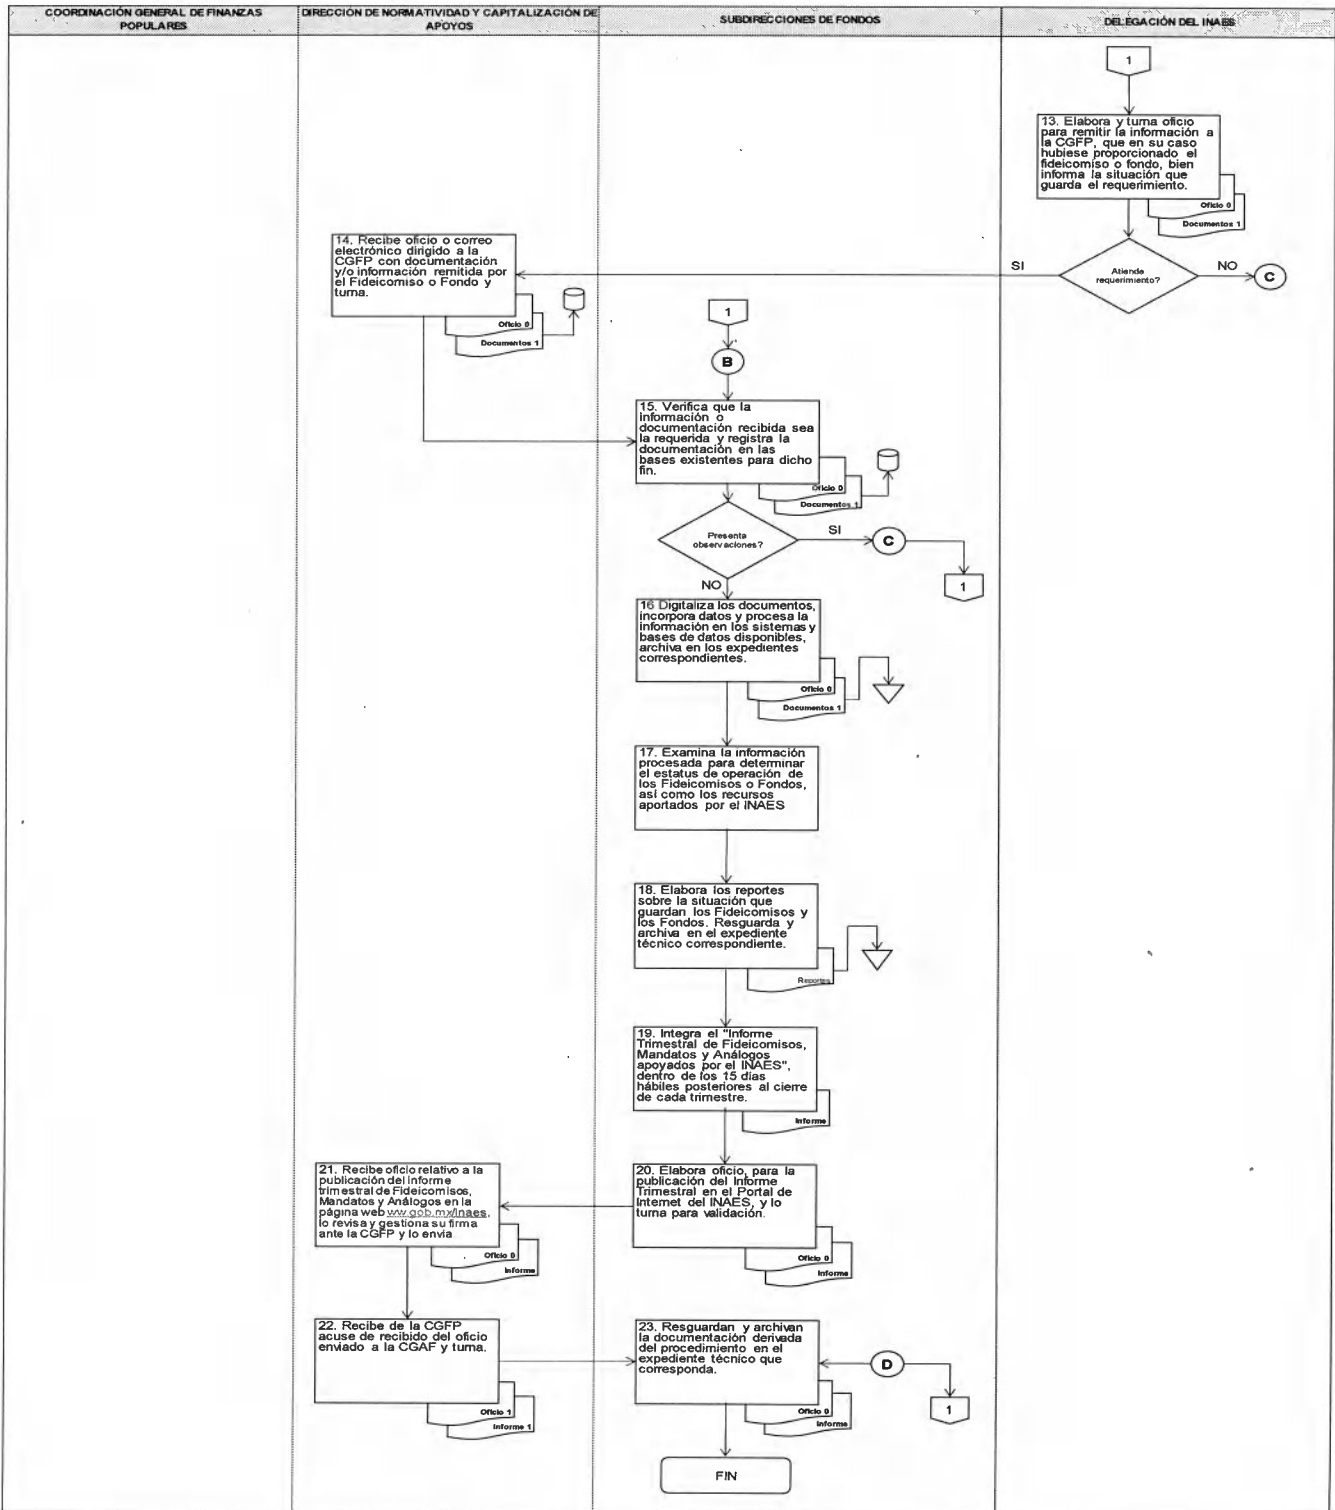 COORDINACIÓN GENERAL DE FINANZAS
POPULARES
DIRECCIÓN DE NORMATIVIDAD Y CAPITALIZACIÓN DE
APOYOS
SUBDIRECCIONES DE FONDOS
DELEGACIÓN DEL INAES
1
13. Elabora y turna oficio
para remitir la información a
la CGFP, que en su caso
hubiese proporcionado el
fideicomiso o fondo, bien
informa la situación que
guarda el requerimiento.
Oficio 0
Documentos 1
Atiende
requerimiento?
SI
NO
C
14. Recibe oficio o correo
electrónico dirigido a la
CGFP con documentación
y/o información remitida por
el Fideicomiso o Fondo y
turna.
Oficio 0
Documentos 1
1
B
15. Verifica que la
información o
documentación recibida sea
la requerida y registra la
documentación en las
bases existentes para dicho
fin.
Oficio 0
Documentos 1
Presenta
observaciones?
SI
C
1
NO
16 Digitaliza los documentos,
incorpora datos y procesa la
información en los sistemas y
bases de datos disponibles,
archiva en los expedientes
correspondientes.
Oficio 0
Documentos 1
17. Examina la información
procesada para determinar
el estatus de operación de
los Fideicomisos o Fondos,
así como los recursos
aportados por el INAES
18. Elabora los reportes
sobre la situación que
guardan los Fideicomisos y
los Fondos. Resguarda y
archiva en el expediente
técnico correspondiente.
Reportes
19. Integra el "Informe
Trimestral de Fideicomisos,
Mandatos y Análogos
apoyados por el INAES",
dentro de los 15 días
hábiles posteriores al cierre
de cada trimestre.
Informe
20. Elabora oficio, para la
publicación del Informe
Trimestral en el Portal de
Internet del INAES, y lo
turna para validación.
Oficio 0
Informe
21. Recibe oficio relativo a la
publicación del Informe
trimestral de Fideicomisos,
Mandatos y Análogos en la
página web ww.gob.mx/inaes,
lo revisa y gestiona su firma
ante la CGFP y lo envia
Oficio 0
Informe
22. Recibe de la CGFP
acuse de recibido del oficio
enviado a la CGAF y turna.
Oficio 1
Informe 1
23. Resguardan y archivan
la documentación derivada
del procedimiento en el
expediente técnico que
corresponda.
Oficio 0
Informe
D
1
FIN